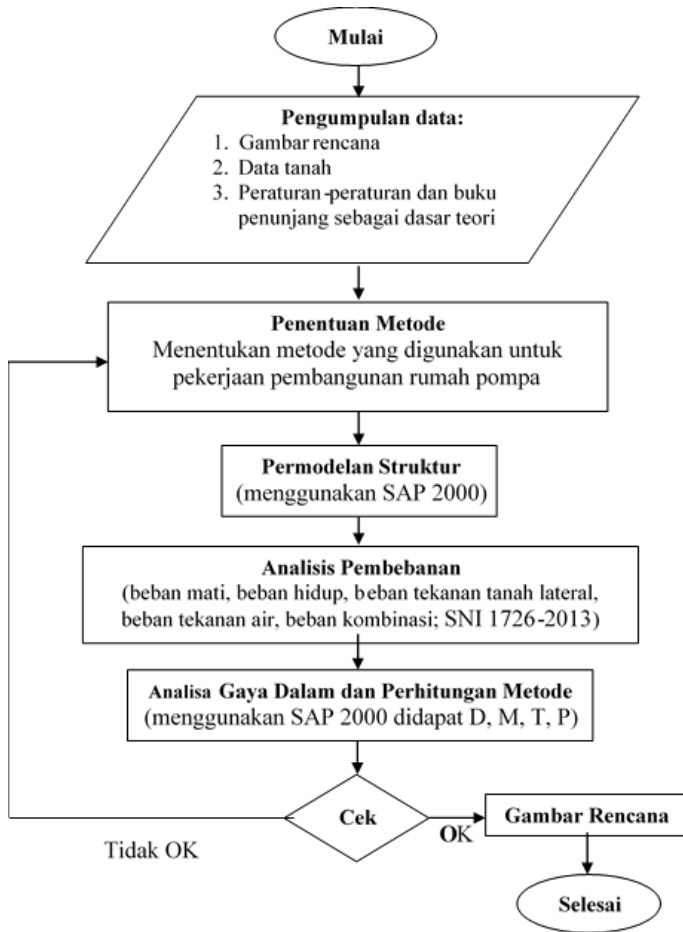 Mulai
Pengumpulan data:
1. Gambar rencana
2. Data tanah
3. Peraturan-peraturan dan buku
penunjang sebagai dasar teori
Penentuan Metode
Menentukan metode yang digunakan untuk
pekerjaan pembangunan rumah pompa
Permodelan Struktur
(menggunakan SAP 2000)
Analisis Pembebanan
(beban mati, beban hidup, beban tekanan tanah lateral,
beban tekanan air, beban kombinasi; SNI 1726-2013)
Analisa Gaya Dalam dan Perhitungan Metode
(menggunakan SAP 2000 didapat D, M, T, P)
Cek
OK
Gambar Rencana
Tidak OK
Selesai